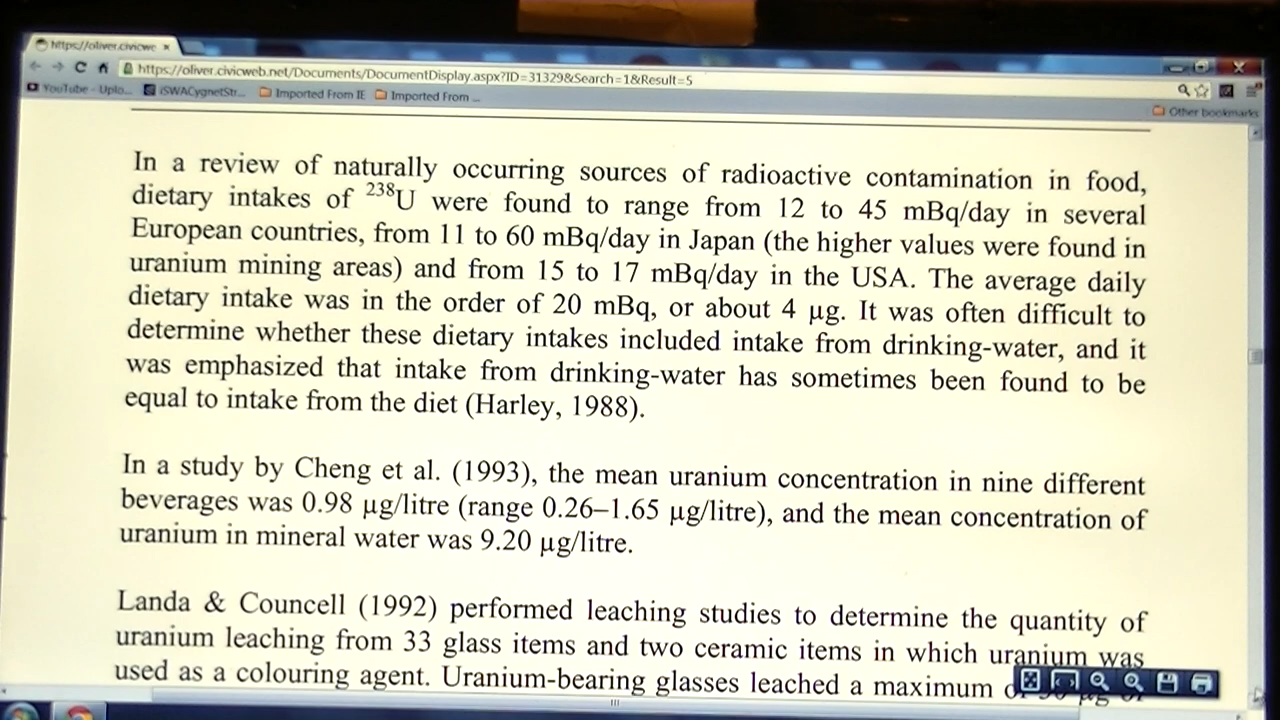 https://oliver.civicwe
https://oliver.civicweb.net/Documents/DocumentDisplay.aspx?ID=31329&Search=1&Result=5
YouTube - Uplo...
iSWACygnetStr...
Imported From IE
Imported From ...
Other bookmarks
In a review of naturally occurring sources of radioactive contamination in food,
dietary intakes of ²³⁸U were found to range from 12 to 45 mBq/day in several
European countries, from 11 to 60 mBq/day in Japan (the higher values were found in
uranium mining areas) and from 15 to 17 mBq/day in the USA. The average daily
dietary intake was in the order of 20 mBq, or about 4 µg. It was often difficult to
determine whether these dietary intakes included intake from drinking-water, and it
was emphasized that intake from drinking-water has sometimes been found to be
equal to intake from the diet (Harley, 1988).
In a study by Cheng et al. (1993), the mean uranium concentration in nine different
beverages was 0.98 µg/litre (range 0.26–1.65 µg/litre), and the mean concentration of
uranium in mineral water was 9.20 µg/litre.
Landa & Councell (1992) performed leaching studies to determine the quantity of
uranium leaching from 33 glass items and two ceramic items in which uranium was
used as a colouring agent. Uranium-bearing glasses leached a maximum